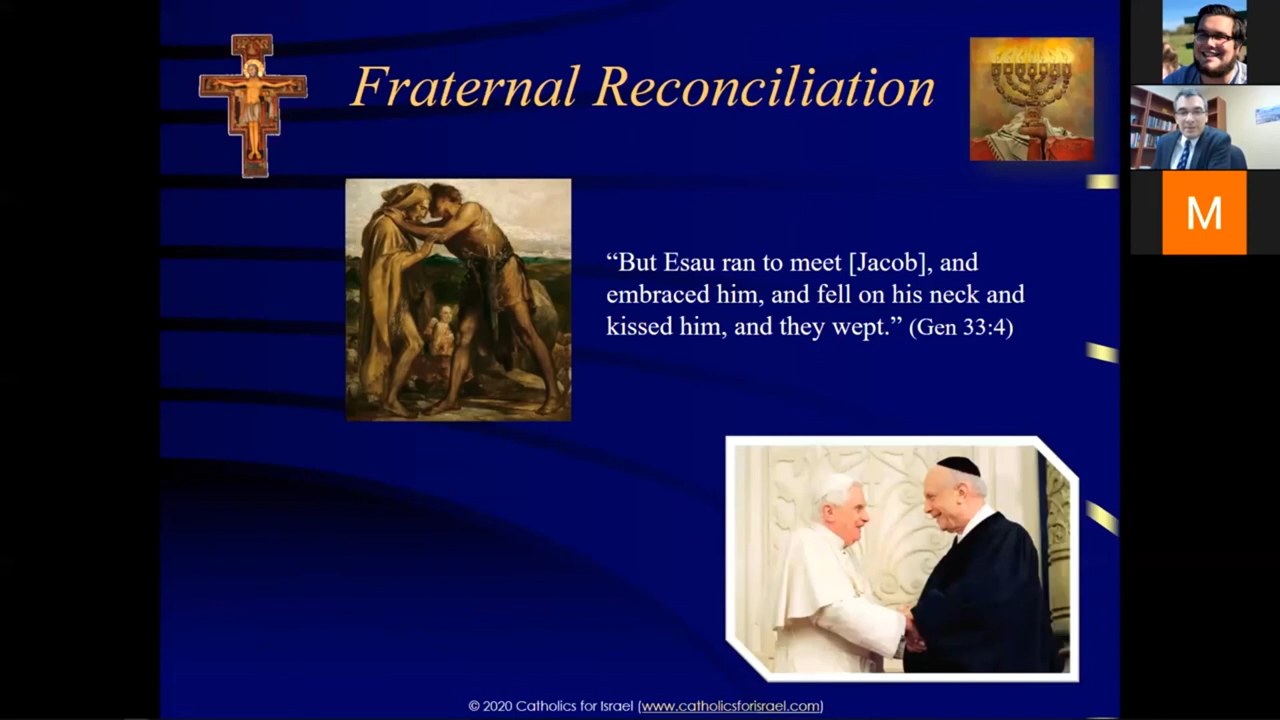 Fraternal Reconciliation
“But Esau ran to meet [Jacob], and
embraced him, and fell on his neck and
kissed him, and they wept.” (Gen 33:4)
M
© 2020 Catholics for Israel (www.catholicsforisrael.com)